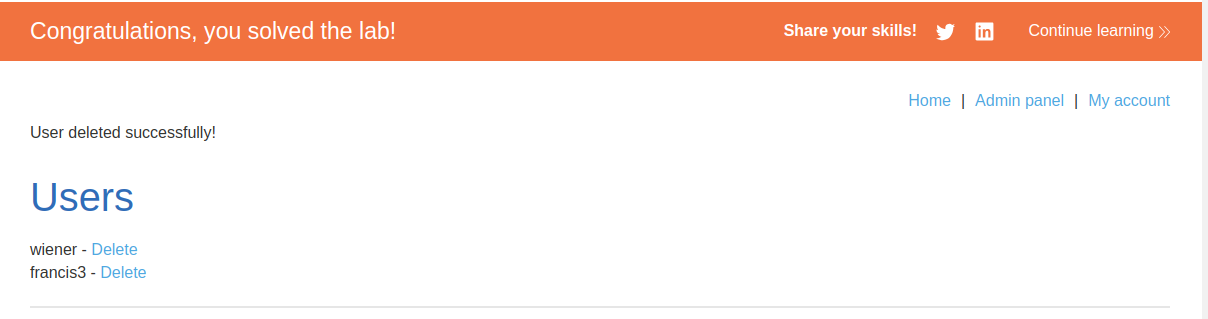 Congratulations, you solved the lab!
Share your skills!
Continue learning
Home | Admin panel | My account
User deleted successfully!
Users
wiener - Delete
francis3 - Delete